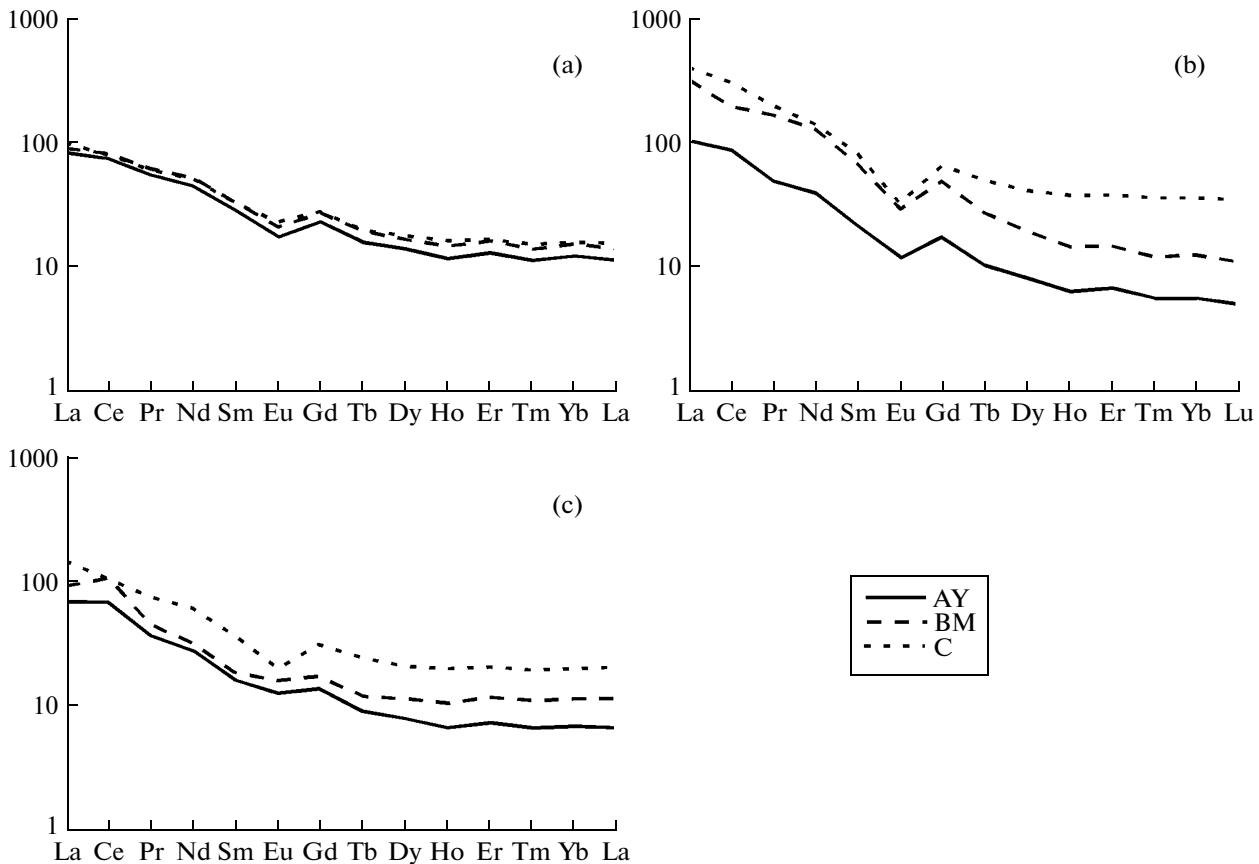 1000
(a)
100
10
1
La Ce Pr Nd Sm Eu Gd Tb Dy Ho Er Tm Yb La
1000
(b)
100
10
1
La Ce Pr Nd Sm Eu Gd Tb Dy Ho Er Tm Yb Lu
1000
(c)
100
10
1
La Ce Pr Nd Sm Eu Gd Tb Dy Ho Er Tm Yb La
AY
BM
C